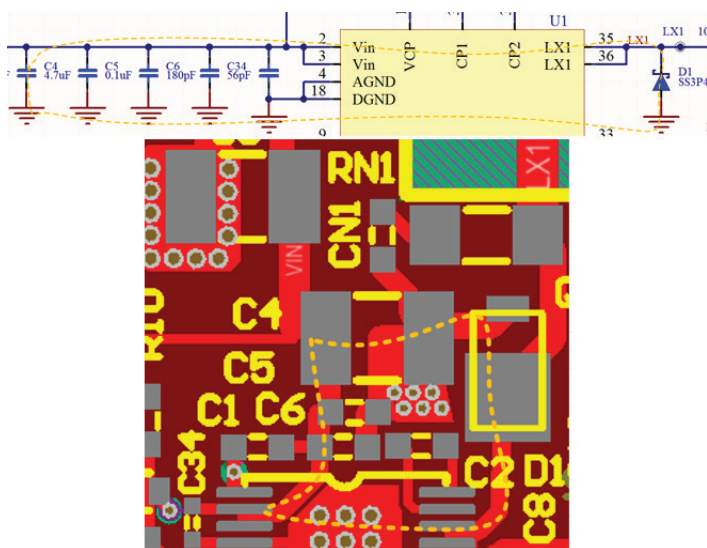 U1
2 Vin VCP CP1 CP2 LX1 35 LX1 LX1 10
3 Vin LX1 36
C4 C5 C6 C34 4 AGND D1
4.7uF 0.1uF 180pF 56pF 18 DGND SS3P4
9 33
RN1
LX1
CN1
VIN
C4
R10
C5
C1 C6
C34
C2 D1
C8